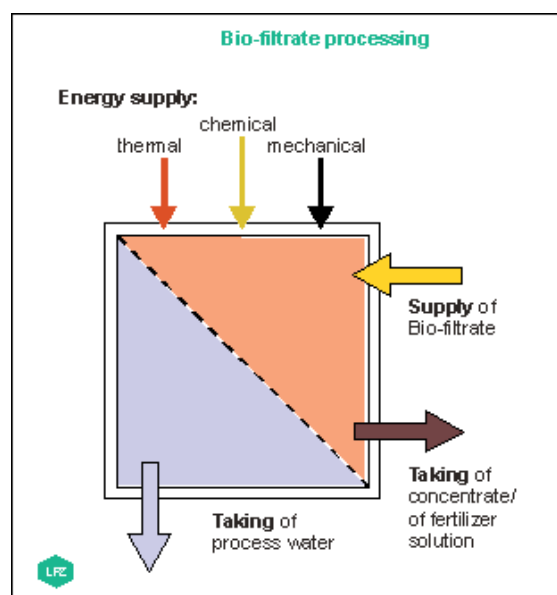 Bio-filtrate processing
Energy supply:
chemical
thermal
mechanical
Supply of
Bio-filtrate
Taking of
concentrate/
of fertilizer
solution
Taking of
process water